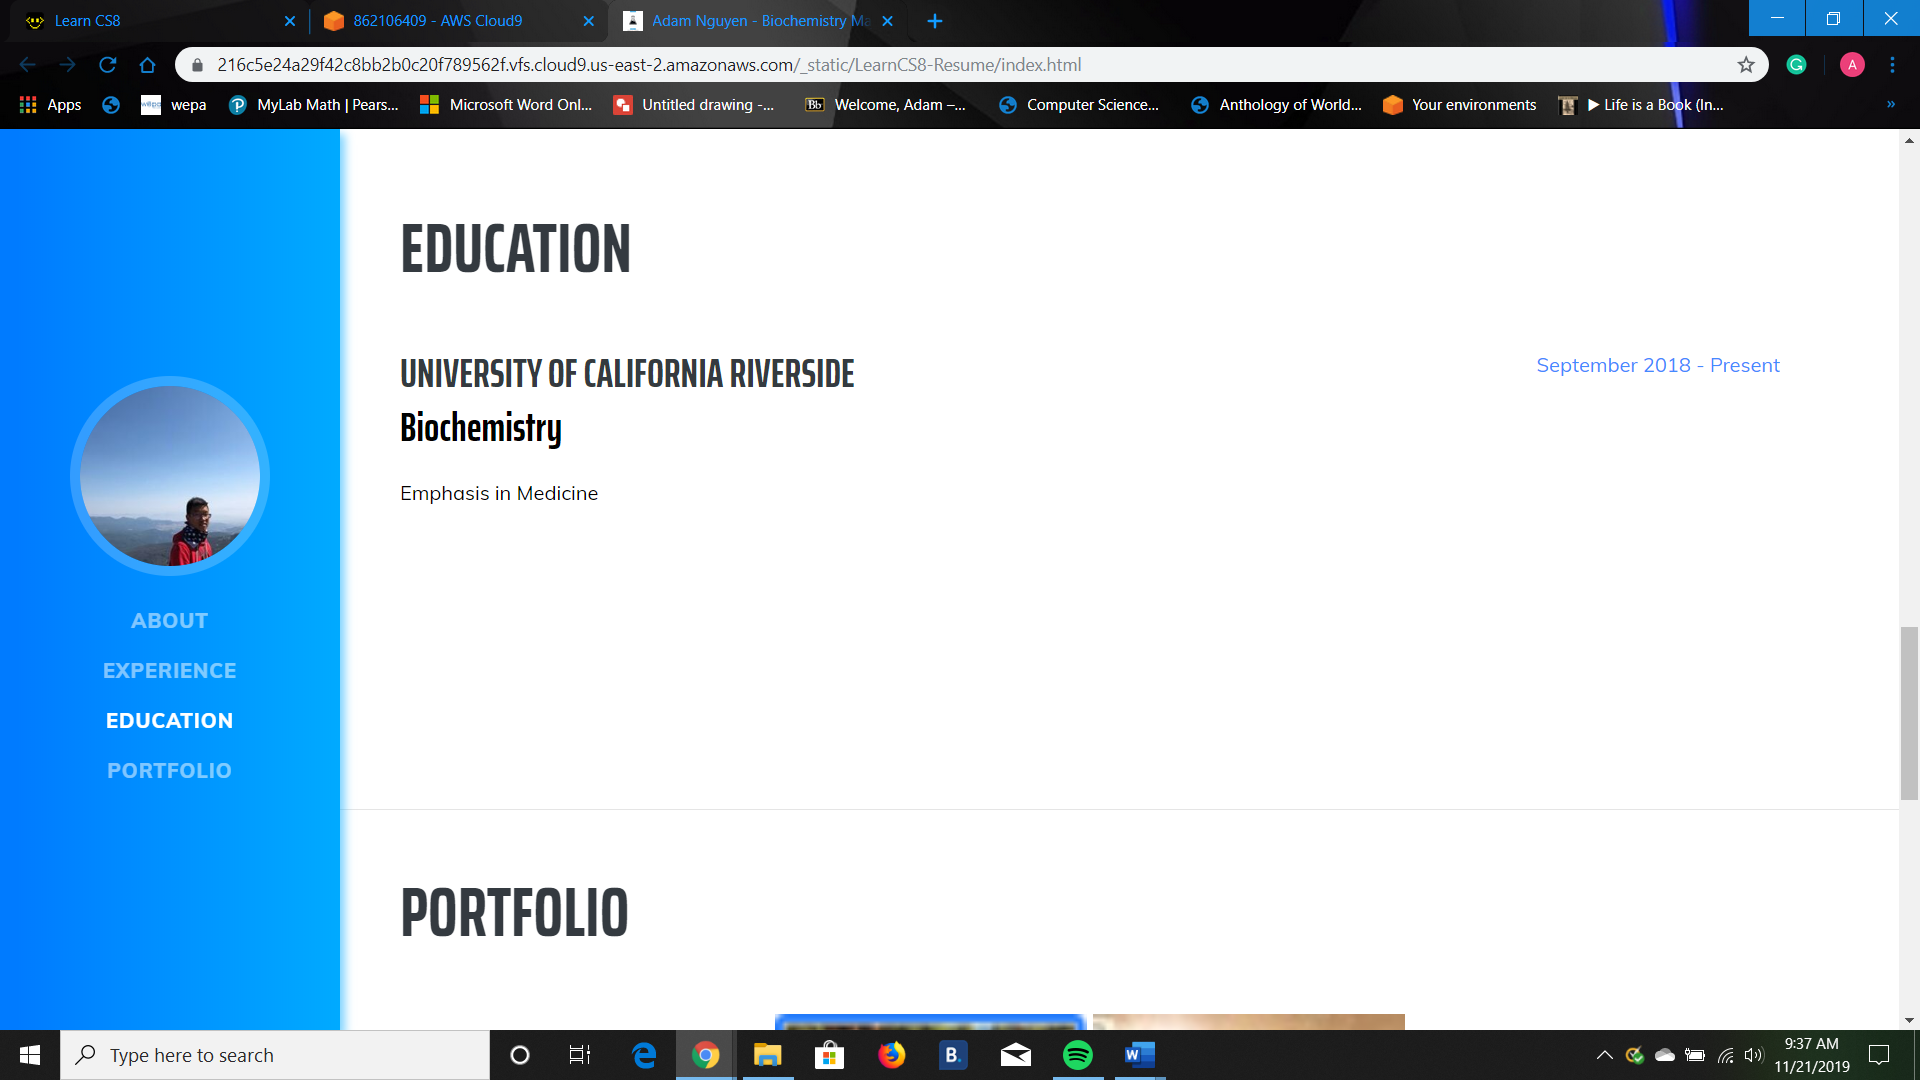 Learn CS8
862106409 - AWS Cloud9
Adam Nguyen - Biochemistry Ma
216c5e24a29f42c8bb2b0c20f789562f.vfs.cloud9.us-east-2.amazonaws.com/_static/LearnCS8-Resume/index.html
A
Apps
wepa
wepa
MyLab Math | Pears...
Microsoft Word Onl...
Untitled drawing -...
Bb
Welcome, Adam –...
Computer Science...
Anthology of World...
Your environments
▶ Life is a Book (In...
»
EDUCATION
UNIVERSITY OF CALIFORNIA RIVERSIDE
September 2018 - Present
Biochemistry
Emphasis in Medicine
ABOUT
EXPERIENCE
EDUCATION
PORTFOLIO
PORTFOLIO
Type here to search
B.
W
9:37 AM
11/21/2019